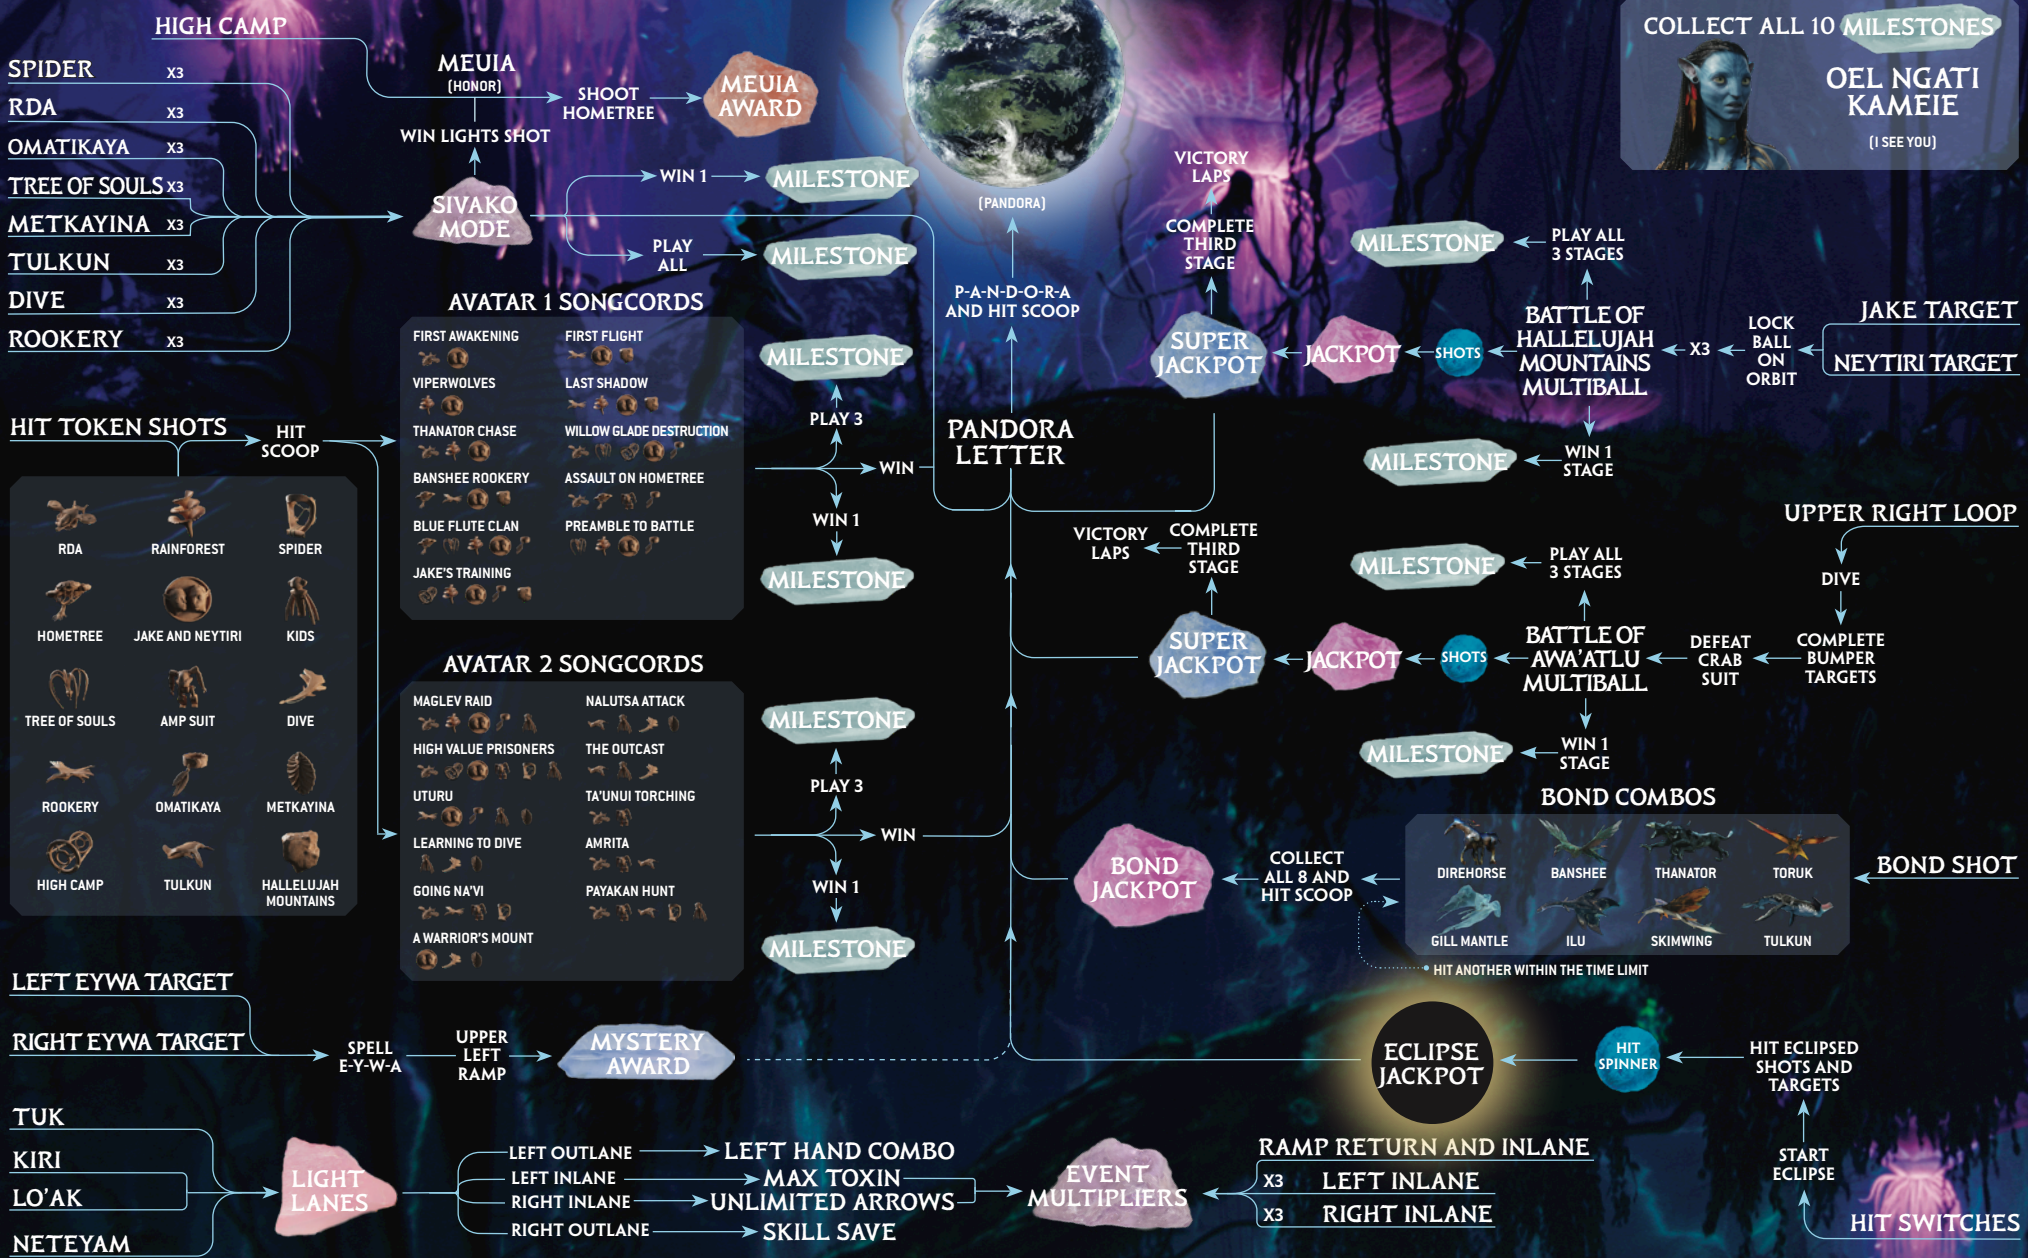 HIGH CAMP
SPIDER X3
RDA X3
OMATIKAYA X3
TREE OF SOULS X3
METKAYINA X3
TULKUN X3
DIVE X3
ROOKERY X3
MEUIA
(HONOR)
SHOOT
HOMETREE
MEUIA
AWARD
WIN LIGHTS SHOT
SIVAKO
MODE
WIN 1
MILESTONE
PLAY
ALL
MILESTONE
HIT TOKEN SHOTS
HIT
SCOOP
RDA
RAINFOREST
SPIDER
HOMETREE
JAKE AND NEYTIRI
KIDS
TREE OF SOULS
AMP SUIT
DIVE
ROOKERY
OMATIKAYA
METKAYINA
HIGH CAMP
TULKUN
HALLELUJAH
MOUNTAINS
AVATAR 1 SONGCORDS
FIRST AWAKENING
FIRST FLIGHT
VIPERWOLVES
LAST SHADOW
THANATOR CHASE
WILLOW GLADE DESTRUCTION
BANSHEE ROOKERY
ASSAULT ON HOMETREE
BLUE FLUTE CLAN
PREAMBLE TO BATTLE
JAKE'S TRAINING
MILESTONE
PLAY 3
WIN
WIN 1
MILESTONE
AVATAR 2 SONGCORDS
MAGLEV RAID
NALUTSA ATTACK
HIGH VALUE PRISONERS
THE OUTCAST
UTURU
TA'UNUI TORCHING
LEARNING TO DIVE
AMRITA
GOING NA'VI
PAYAKAN HUNT
A WARRIOR'S MOUNT
MILESTONE
PLAY 3
WIN
WIN 1
MILESTONE
(PANDORA)
P-A-N-D-O-R-A
AND HIT SCOOP
PANDORA
LETTER
COLLECT ALL 10 MILESTONES
OEL NGATI
KAMEIE
(I SEE YOU)
VICTORY
LAPS
COMPLETE
THIRD
STAGE
SUPER
JACKPOT
JACKPOT
SHOTS
MILESTONE
PLAY ALL
3 STAGES
BATTLE OF
HALLELUJAH
MOUNTAINS
MULTIBALL
X3
LOCK
BALL
ON
ORBIT
JAKE TARGET
NEYTIRI TARGET
MILESTONE
WIN 1
STAGE
VICTORY
LAPS
COMPLETE
THIRD
STAGE
SUPER
JACKPOT
JACKPOT
SHOTS
MILESTONE
PLAY ALL
3 STAGES
BATTLE OF
AWA'ATLU
MULTIBALL
DEFEAT
CRAB
SUIT
COMPLETE
BUMPER
TARGETS
DIVE
UPPER RIGHT LOOP
MILESTONE
WIN 1
STAGE
BOND COMBOS
DIREHORSE
BANSHEE
THANATOR
TORUK
GILL MANTLE
ILU
SKIMWING
TULKUN
BOND SHOT
HIT ANOTHER WITHIN THE TIME LIMIT
COLLECT
ALL 8 AND
HIT SCOOP
BOND
JACKPOT
ECLIPSE
JACKPOT
HIT
SPINNER
HIT ECLIPSED
SHOTS AND
TARGETS
START
ECLIPSE
HIT SWITCHES
LEFT EYWA TARGET
RIGHT EYWA TARGET
SPELL
E-Y-W-A
UPPER
LEFT
RAMP
MYSTERY
AWARD
TUK
KIRI
LO'AK
NETEYAM
LIGHT
LANES
LEFT OUTLANE
LEFT HAND COMBO
LEFT INLANE
MAX TOXIN
RIGHT INLANE
UNLIMITED ARROWS
RIGHT OUTLANE
SKILL SAVE
EVENT
MULTIPLIERS
RAMP RETURN AND INLANE
X3 LEFT INLANE
X3 RIGHT INLANE